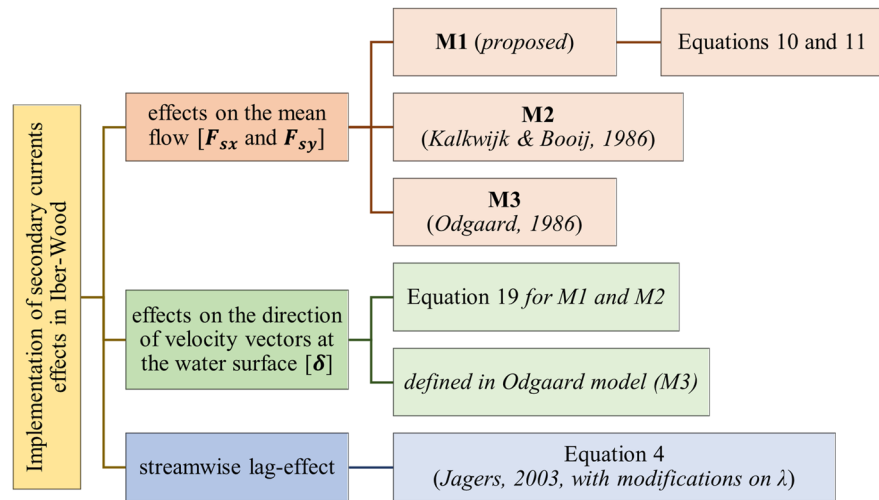 Implementation of secondary currents
effects in Iber-Wood
effects on the mean
flow [F_sx and F_sy]
M1 (proposed)
Equations 10 and 11
M2
(Kalkwijk & Booij, 1986)
M3
(Odgaard, 1986)
effects on the direction
of velocity vectors at
the water surface [δ]
Equation 19 for M1 and M2
defined in Odgaard model (M3)
streamwise lag-effect
Equation 4
(Jagers, 2003, with modifications on λ)